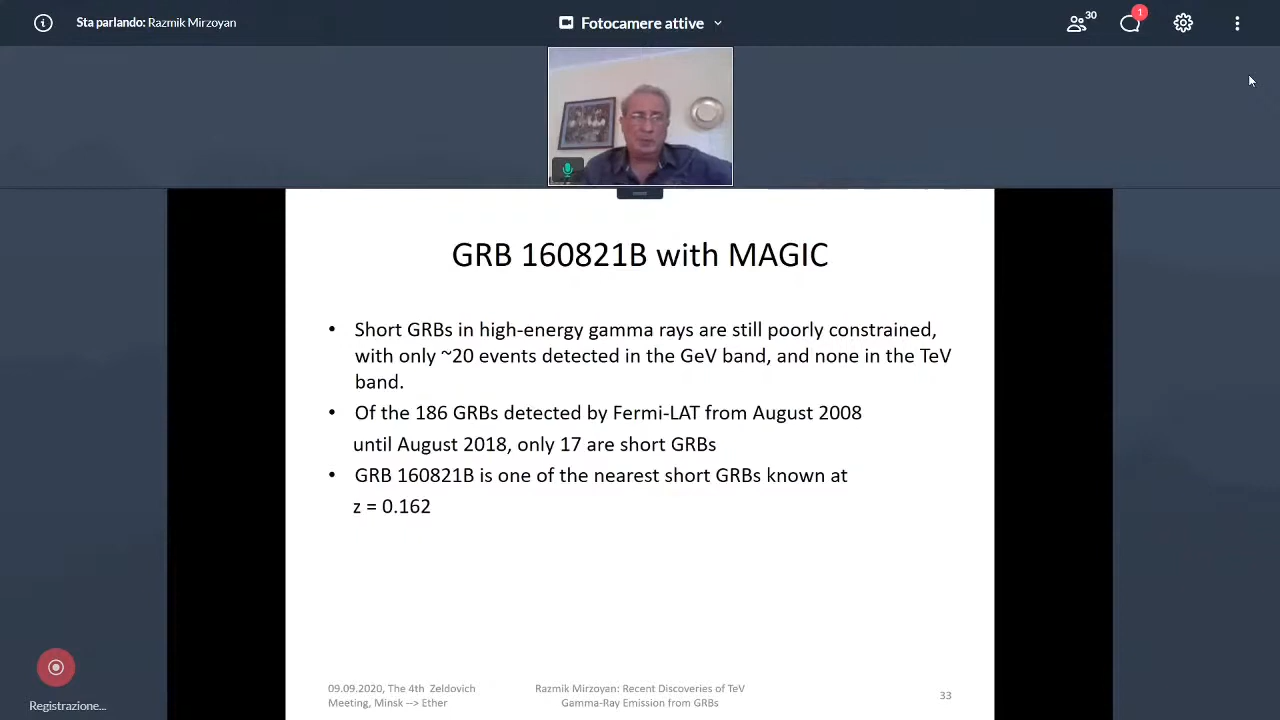 Sta parlando: Razmik Mirzoyan
Fotocamere attive
30
1
GRB 160821B with MAGIC
• Short GRBs in high-energy gamma rays are still poorly constrained,
with only ~20 events detected in the GeV band, and none in the TeV
band.
• Of the 186 GRBs detected by Fermi-LAT from August 2008
until August 2018, only 17 are short GRBs
• GRB 160821B is one of the nearest short GRBs known at
z = 0.162
09.09.2020, The 4th Zeldovich
Meeting, Minsk --> Ether
Razmik Mirzoyan: Recent Discoveries of TeV
Gamma-Ray Emission from GRBs
33
Registrazione...